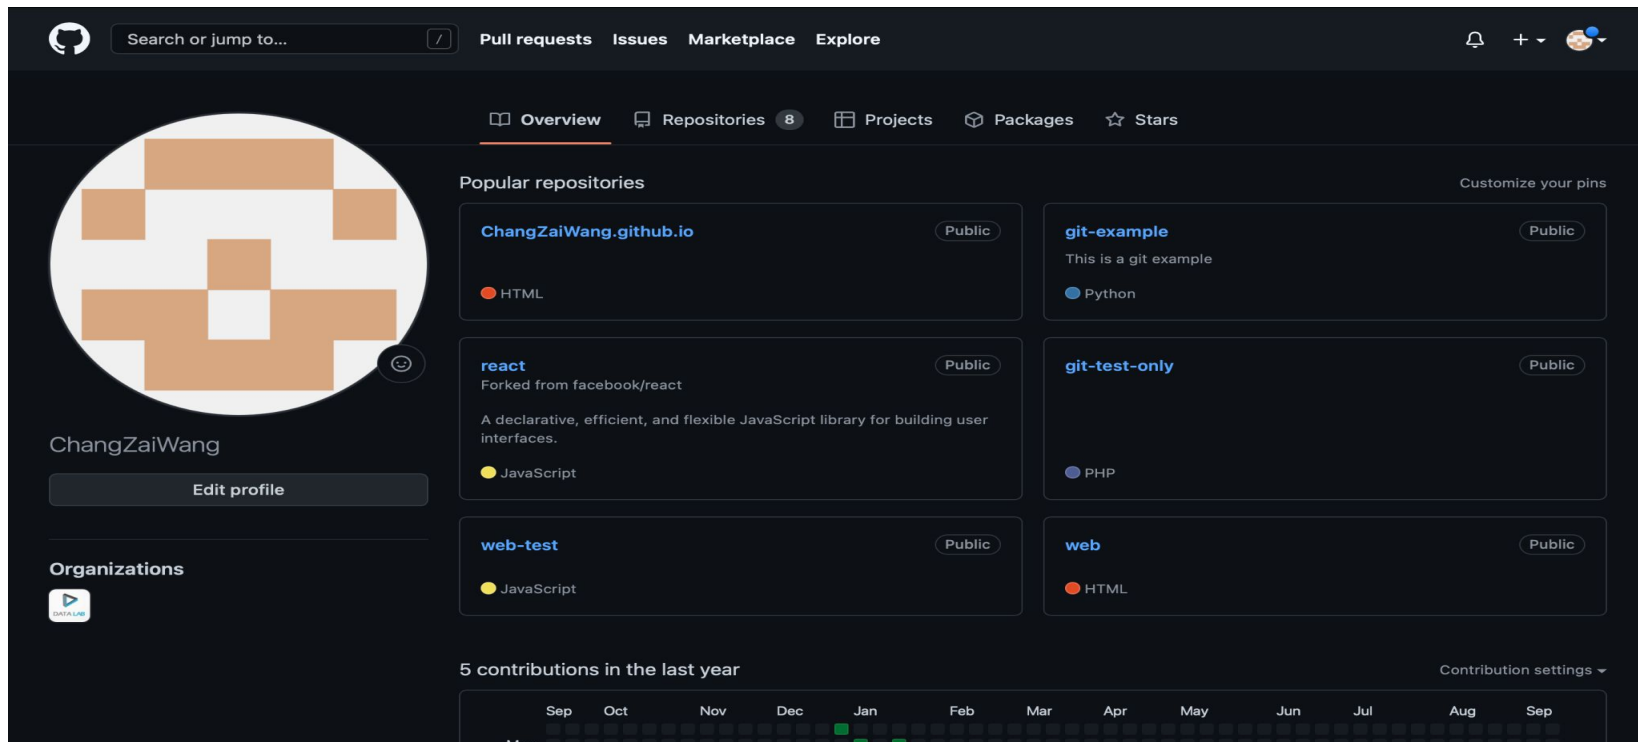 Search or jump to... /
Pull requests Issues Marketplace Explore
Overview Repositories 8 Projects Packages Stars
ChangZaiWang
Edit profile
Organizations
DATA LAB
Popular repositories
Customize your pins
ChangZaiWang.github.io Public
HTML
git-example Public
This is a git example
Python
react Public
Forked from facebook/react
A declarative, efficient, and flexible JavaScript library for building user
interfaces.
JavaScript
git-test-only Public
PHP
web-test Public
JavaScript
web Public
HTML
5 contributions in the last year
Contribution settings
Sep Oct Nov Dec Jan Feb Mar Apr May Jun Jul Aug Sep